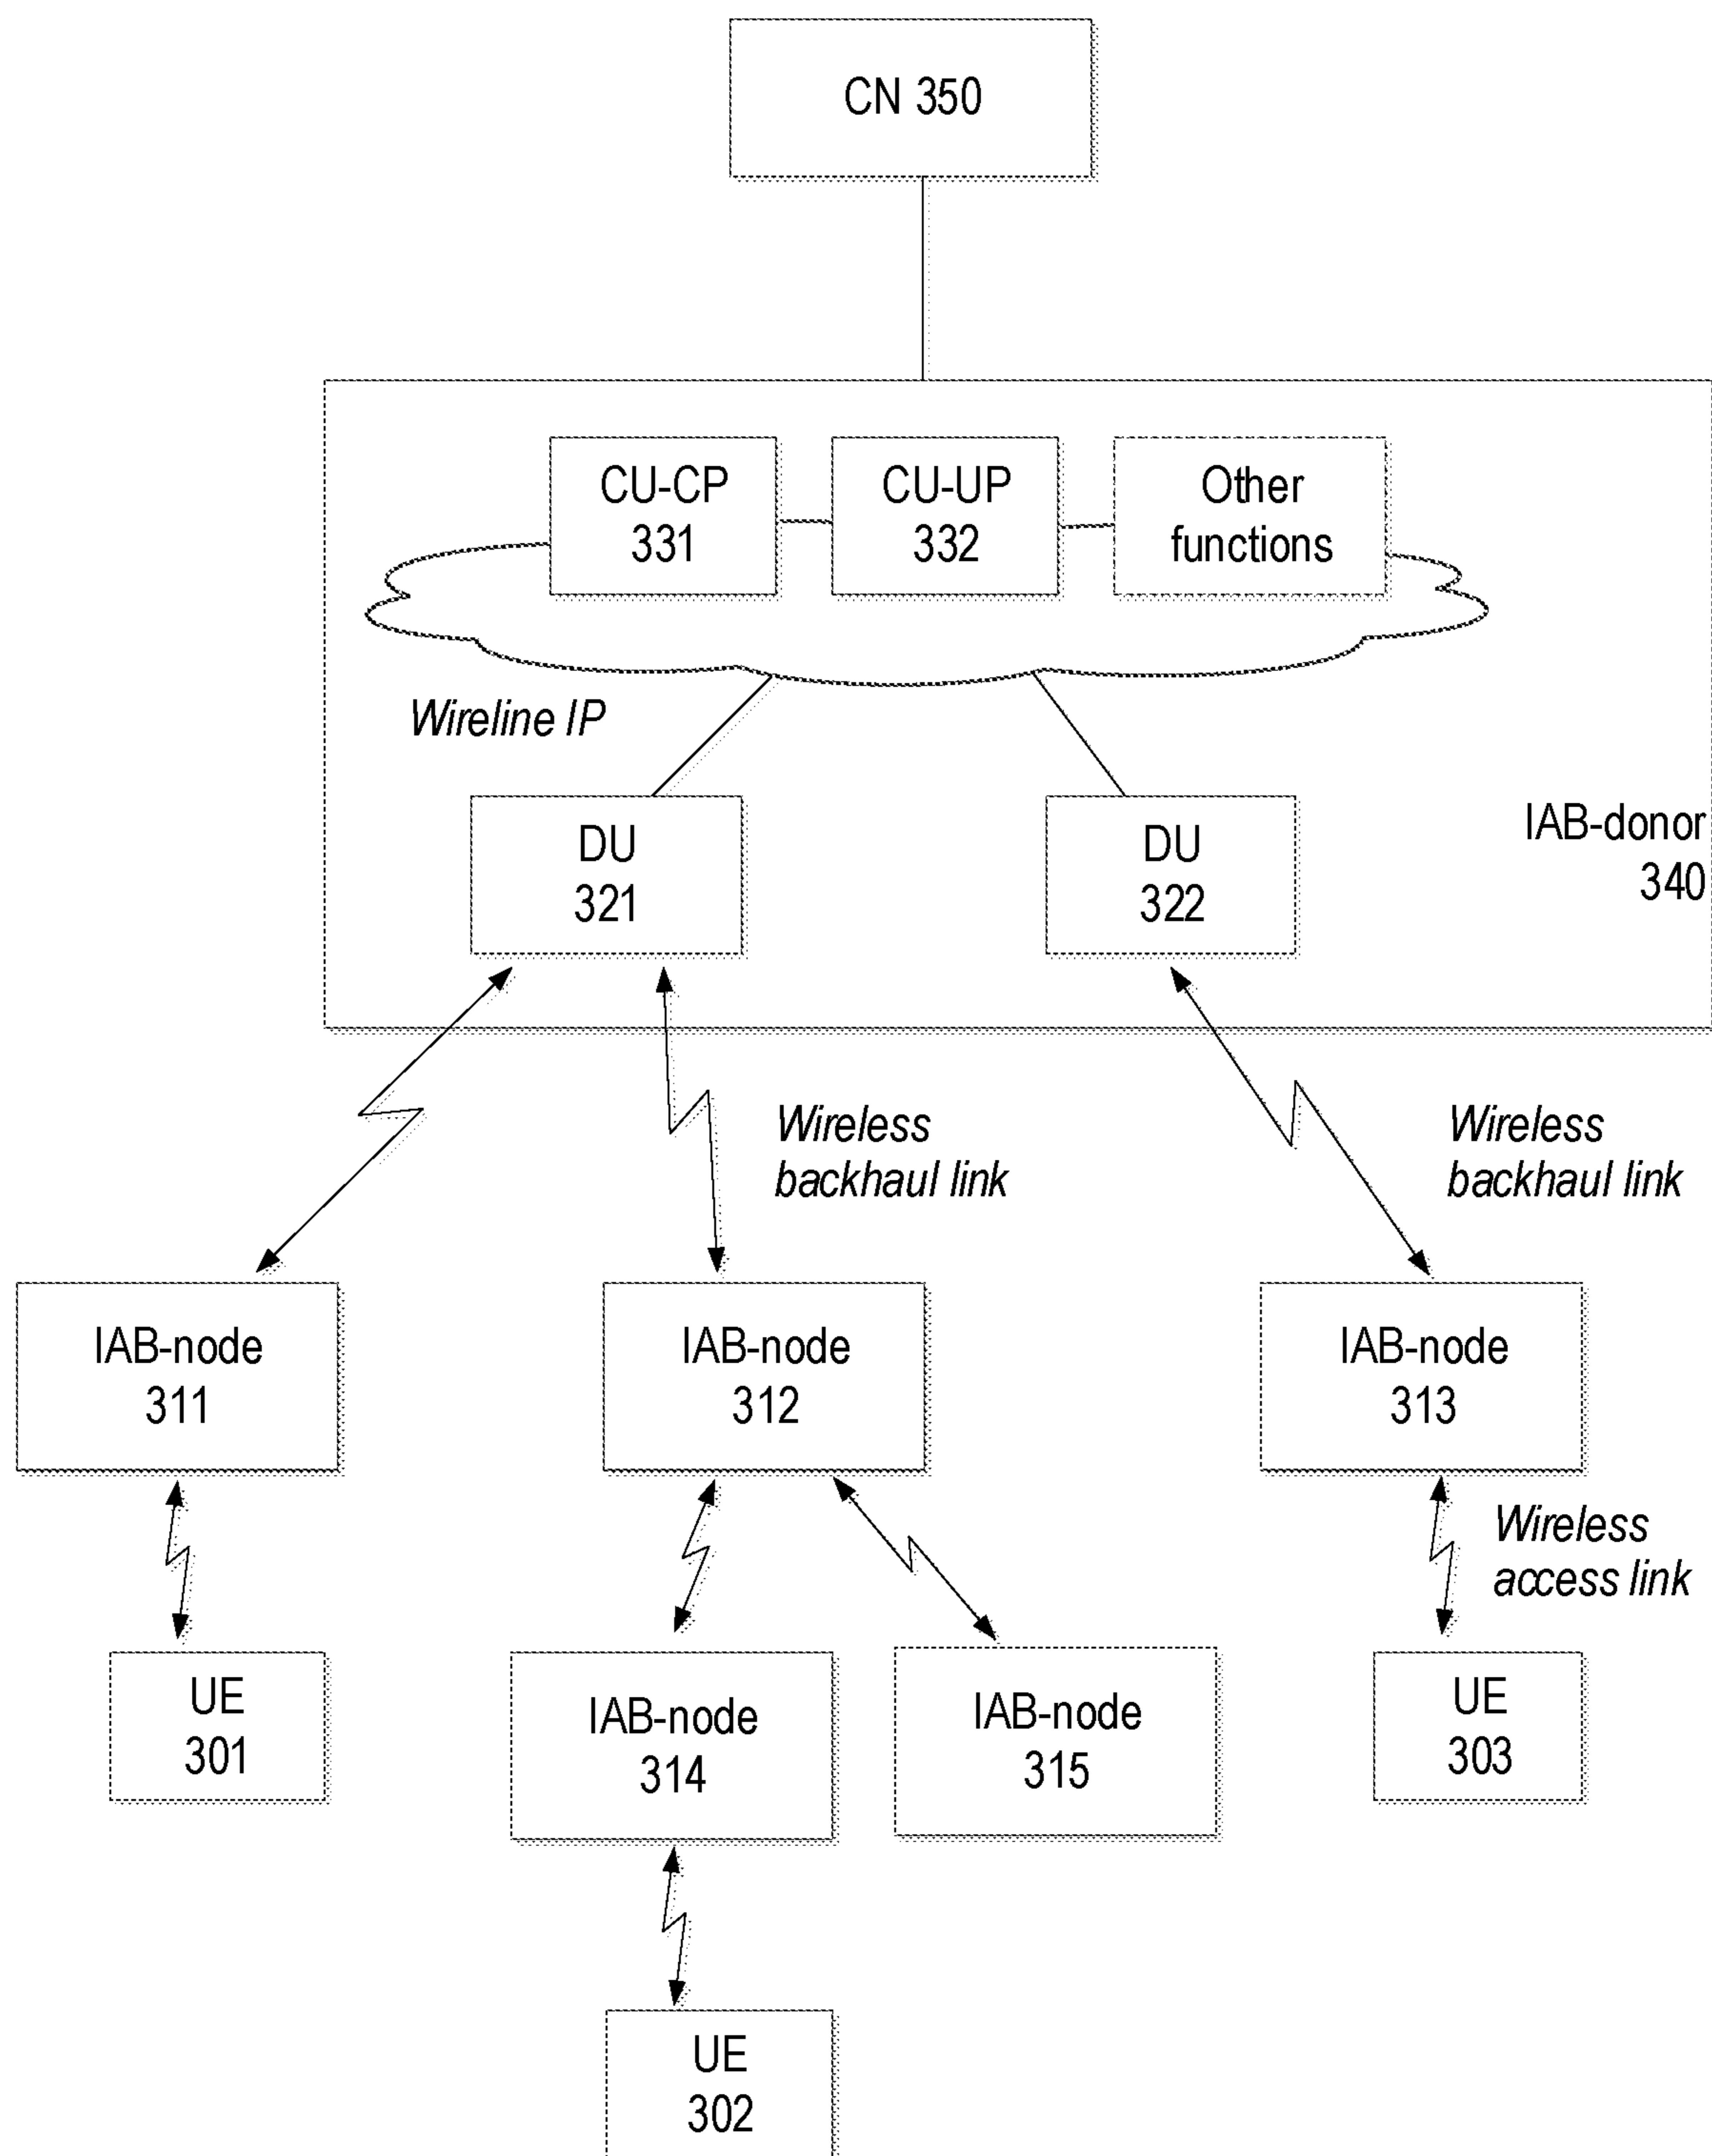 CN 350
CU-CP
331
CU-UP
332
Other
functions
Wireline IP
DU
321
DU
322
IAB-donor
340
Wireless
backhaul link
Wireless
backhaul link
IAB-node
311
IAB-node
312
IAB-node
313
Wireless
access link
UE
301
IAB-node
314
IAB-node
315
UE
303
UE
302